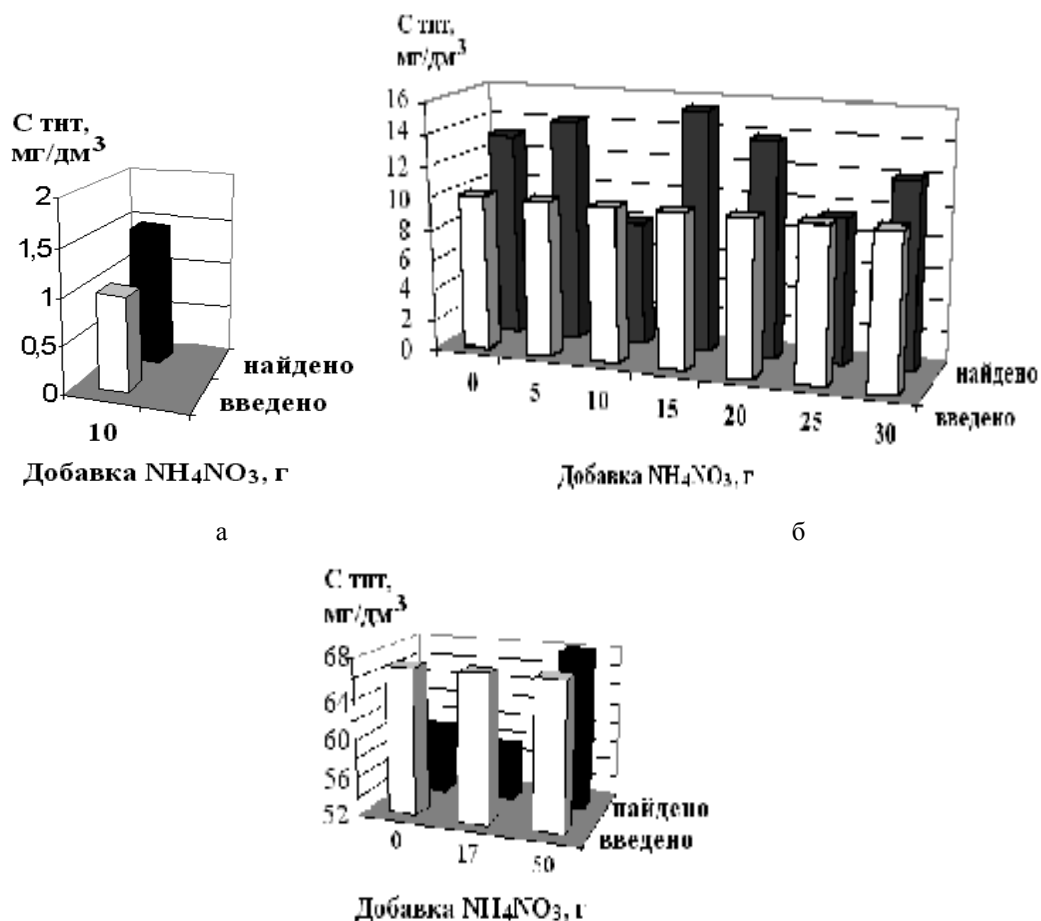 С тнт,
мг/дм³
2
1,5
1
0,5
0
10
найдено
введено
Добавка NH₄NO₃, г
а
С тнт,
мг/дм³
16
14
12
10
8
6
4
2
0
0 5 10 15 20 25 30
найдено
введено
Добавка NH₄NO₃, г
б
С тнт,
мг/дм³
68
64
60
56
52
0 17 50
найдено
введено
Добавка NH₄NO₃, г